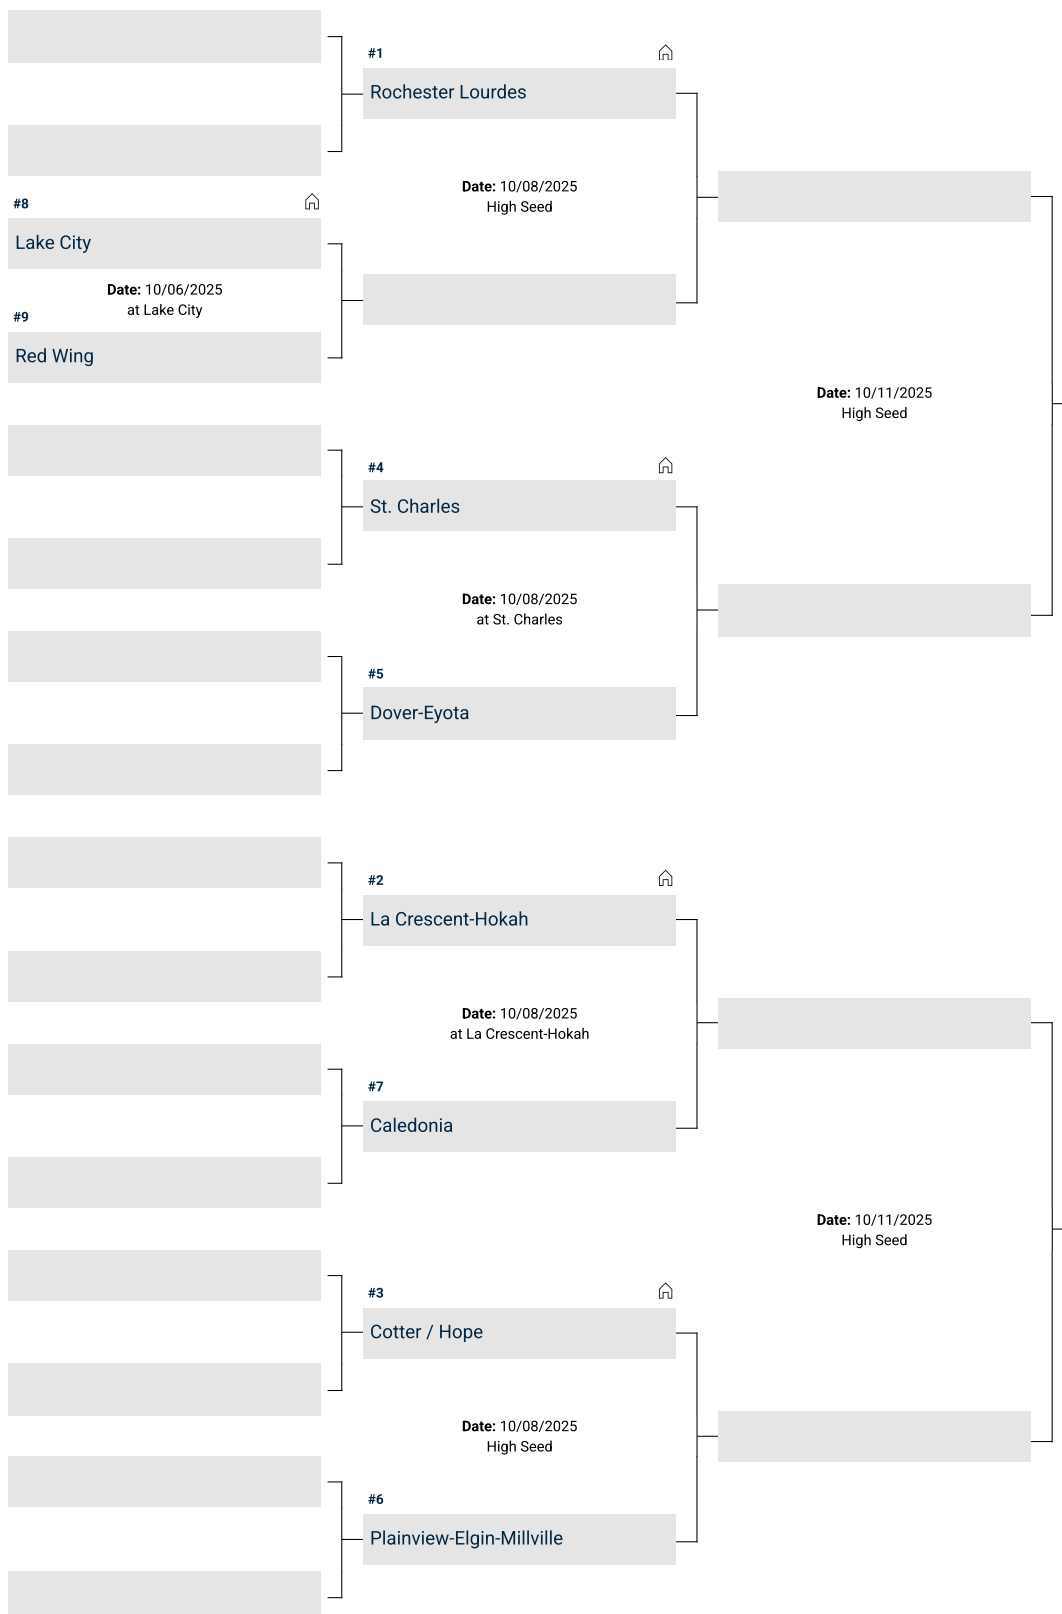 #1
Rochester Lourdes
Date: 10/08/2025
High Seed
#8
Lake City
Date: 10/06/2025
at Lake City
#9
Red Wing
Date: 10/11/2025
High Seed
#4
St. Charles
Date: 10/08/2025
at St. Charles
#5
Dover-Eyota
#2
La Crescent-Hokah
Date: 10/08/2025
at La Crescent-Hokah
#7
Caledonia
Date: 10/11/2025
High Seed
#3
Cotter / Hope
Date: 10/08/2025
High Seed
#6
Plainview-Elgin-Millville